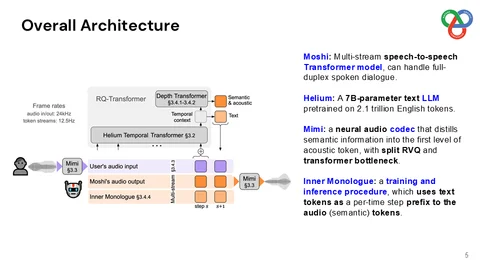 Overall Architecture
Moshi: Multi-stream speech-to-speech
Transformer model, can handle full-
duplex spoken dialogue.
Helium: A 7B-parameter text LLM
pretrained on 2.1 trillion English tokens.
Mimi: a neural audio codec that distills
semantic information into the first level of
acoustic token, with split RVQ and
transformer bottleneck.
Inner Monologue: a training and
inference procedure, which uses text
tokens as a per-time step prefix to the
audio (semantic) tokens.
Frame rates
audio in/out: 24kHz
token streams: 12.5Hz
RQ-Transformer
Depth Transformer
§3.4.1-3.4.2
Semantic
& acoustic
Temporal
context
Text
Helium Temporal Transformer §3.2
Mimi
§3.3
User's audio input
Moshi's audio output
Inner Monologue §3.4.4
Multi-stream §3.4.3
Mimi
§3.3
step s
s+1
5